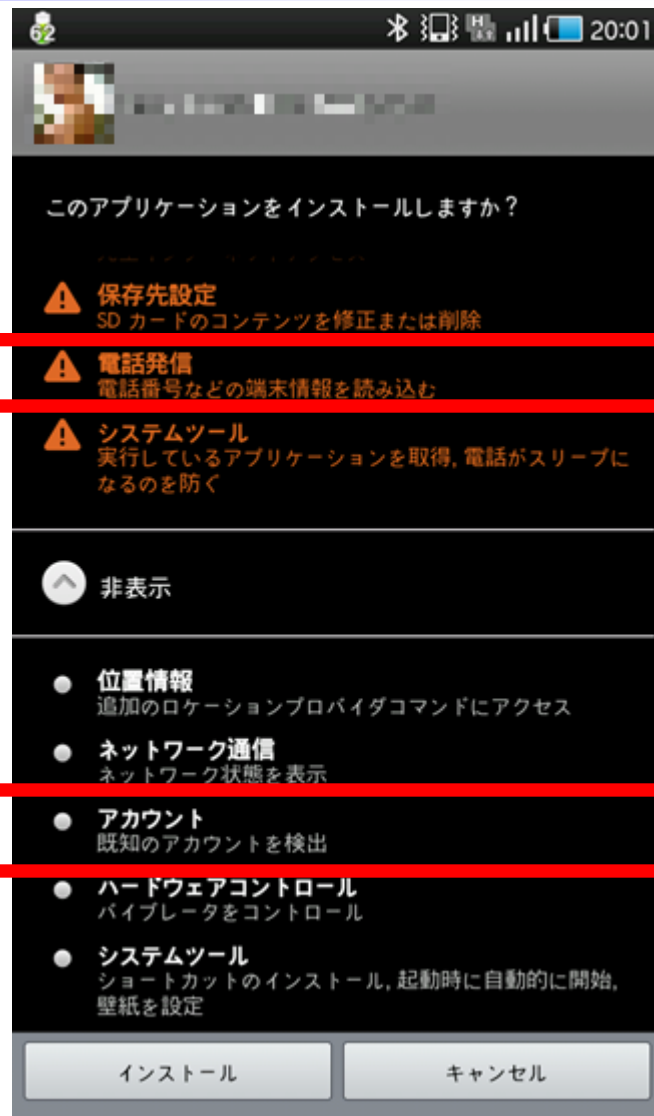 62
20:01
このアプリケーションをインストールしますか？
保存先設定
SD カードのコンテンツを修正または削除
電話発信
電話番号などの端末情報を読み込む
システムツール
実行しているアプリケーションを取得, 電話がスリープに
なるのを防ぐ
非表示
位置情報
追加のロケーションプロバイダコマンドにアクセス
ネットワーク通信
ネットワーク状態を表示
アカウント
既知のアカウントを検出
ハードウェアコントロール
バイブレータをコントロール
システムツール
ショートカットのインストール, 起動時に自動的に開始,
壁紙を設定
インストール
キャンセル